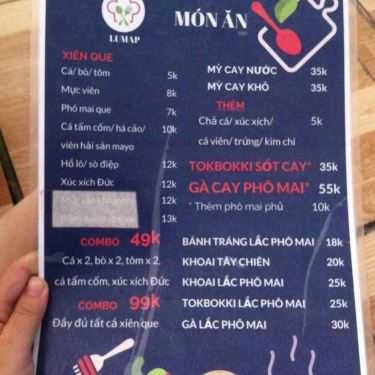 LUMAP
MÓN ĂN
XIÊN QUE
Cá/ bò/ tôm 5k
Mực viên 8k
Phô mai que 7k
Cá tẩm cốm/ há cảo/ 10k
viên hải sản mayo
Hồ lô/ sò điệp 12k
Xúc xích Đức 12k
12k
13k
COMBO 49k
Cá x 2, bò x 2, tôm x 2,
cá tẩm cốm, xúc xích Đức
COMBO 99k
Đầy đủ tất cả xiên que
MỲ CAY NƯỚC 35k
MỲ CAY KHÔ 35k
THÊM
Chả cá/ xúc xích/ 5k
cá viên/ trứng/ kim chi
TOKBOKKI SỐT CAY* 35k
GÀ CAY PHÔ MAI* 55k
* Thêm phô mai phủ 10k
BÁNH TRÁNG LẮC PHÔ MAI 18k
KHOAI TÂY CHIÊN 20k
KHOAI LẮC PHÔ MAI 25k
TOKBOKKI LẮC PHÔ MAI 25k
GÀ LẮC PHÔ MAI 30k